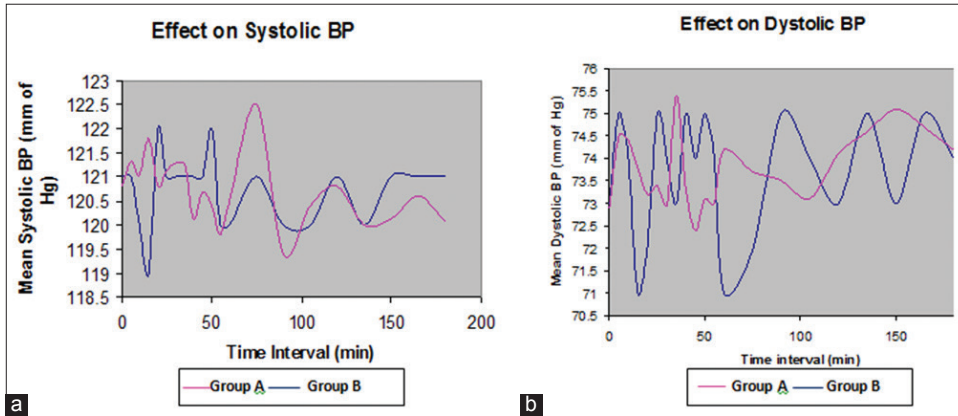 Effect on Systolic BP
Mean Systolic BP (mm of
Hg)
123
122.5
122
121.5
121
120.5
120
119.5
119
118.5
0
50
100
150
200
Time Interval (min)
Group A
Group B
a
Effect on Dystolic BP
Mean Dystolic BP (mm of Hg)
76
75.5
75
74.5
74
73.5
73
72.5
72
71.5
71
70.5
0
50
100
150
Time interval (min)
Group A
Group B
b